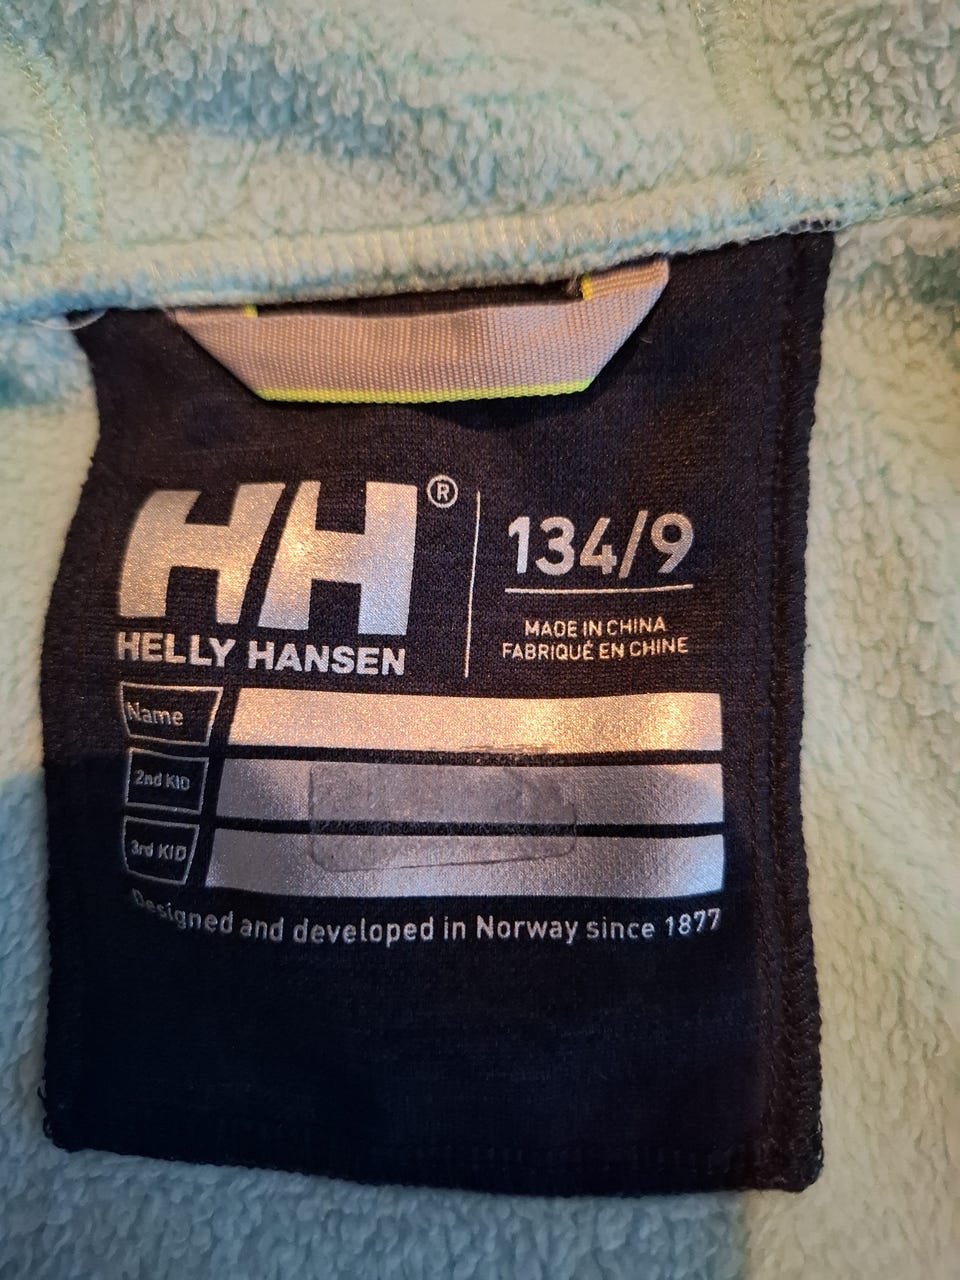 HH®
HELLY HANSEN
134/9
MADE IN CHINA
FABRIQUÉ EN CHINE
Name
2nd KID
3rd KID
Designed and developed in Norway since 1877